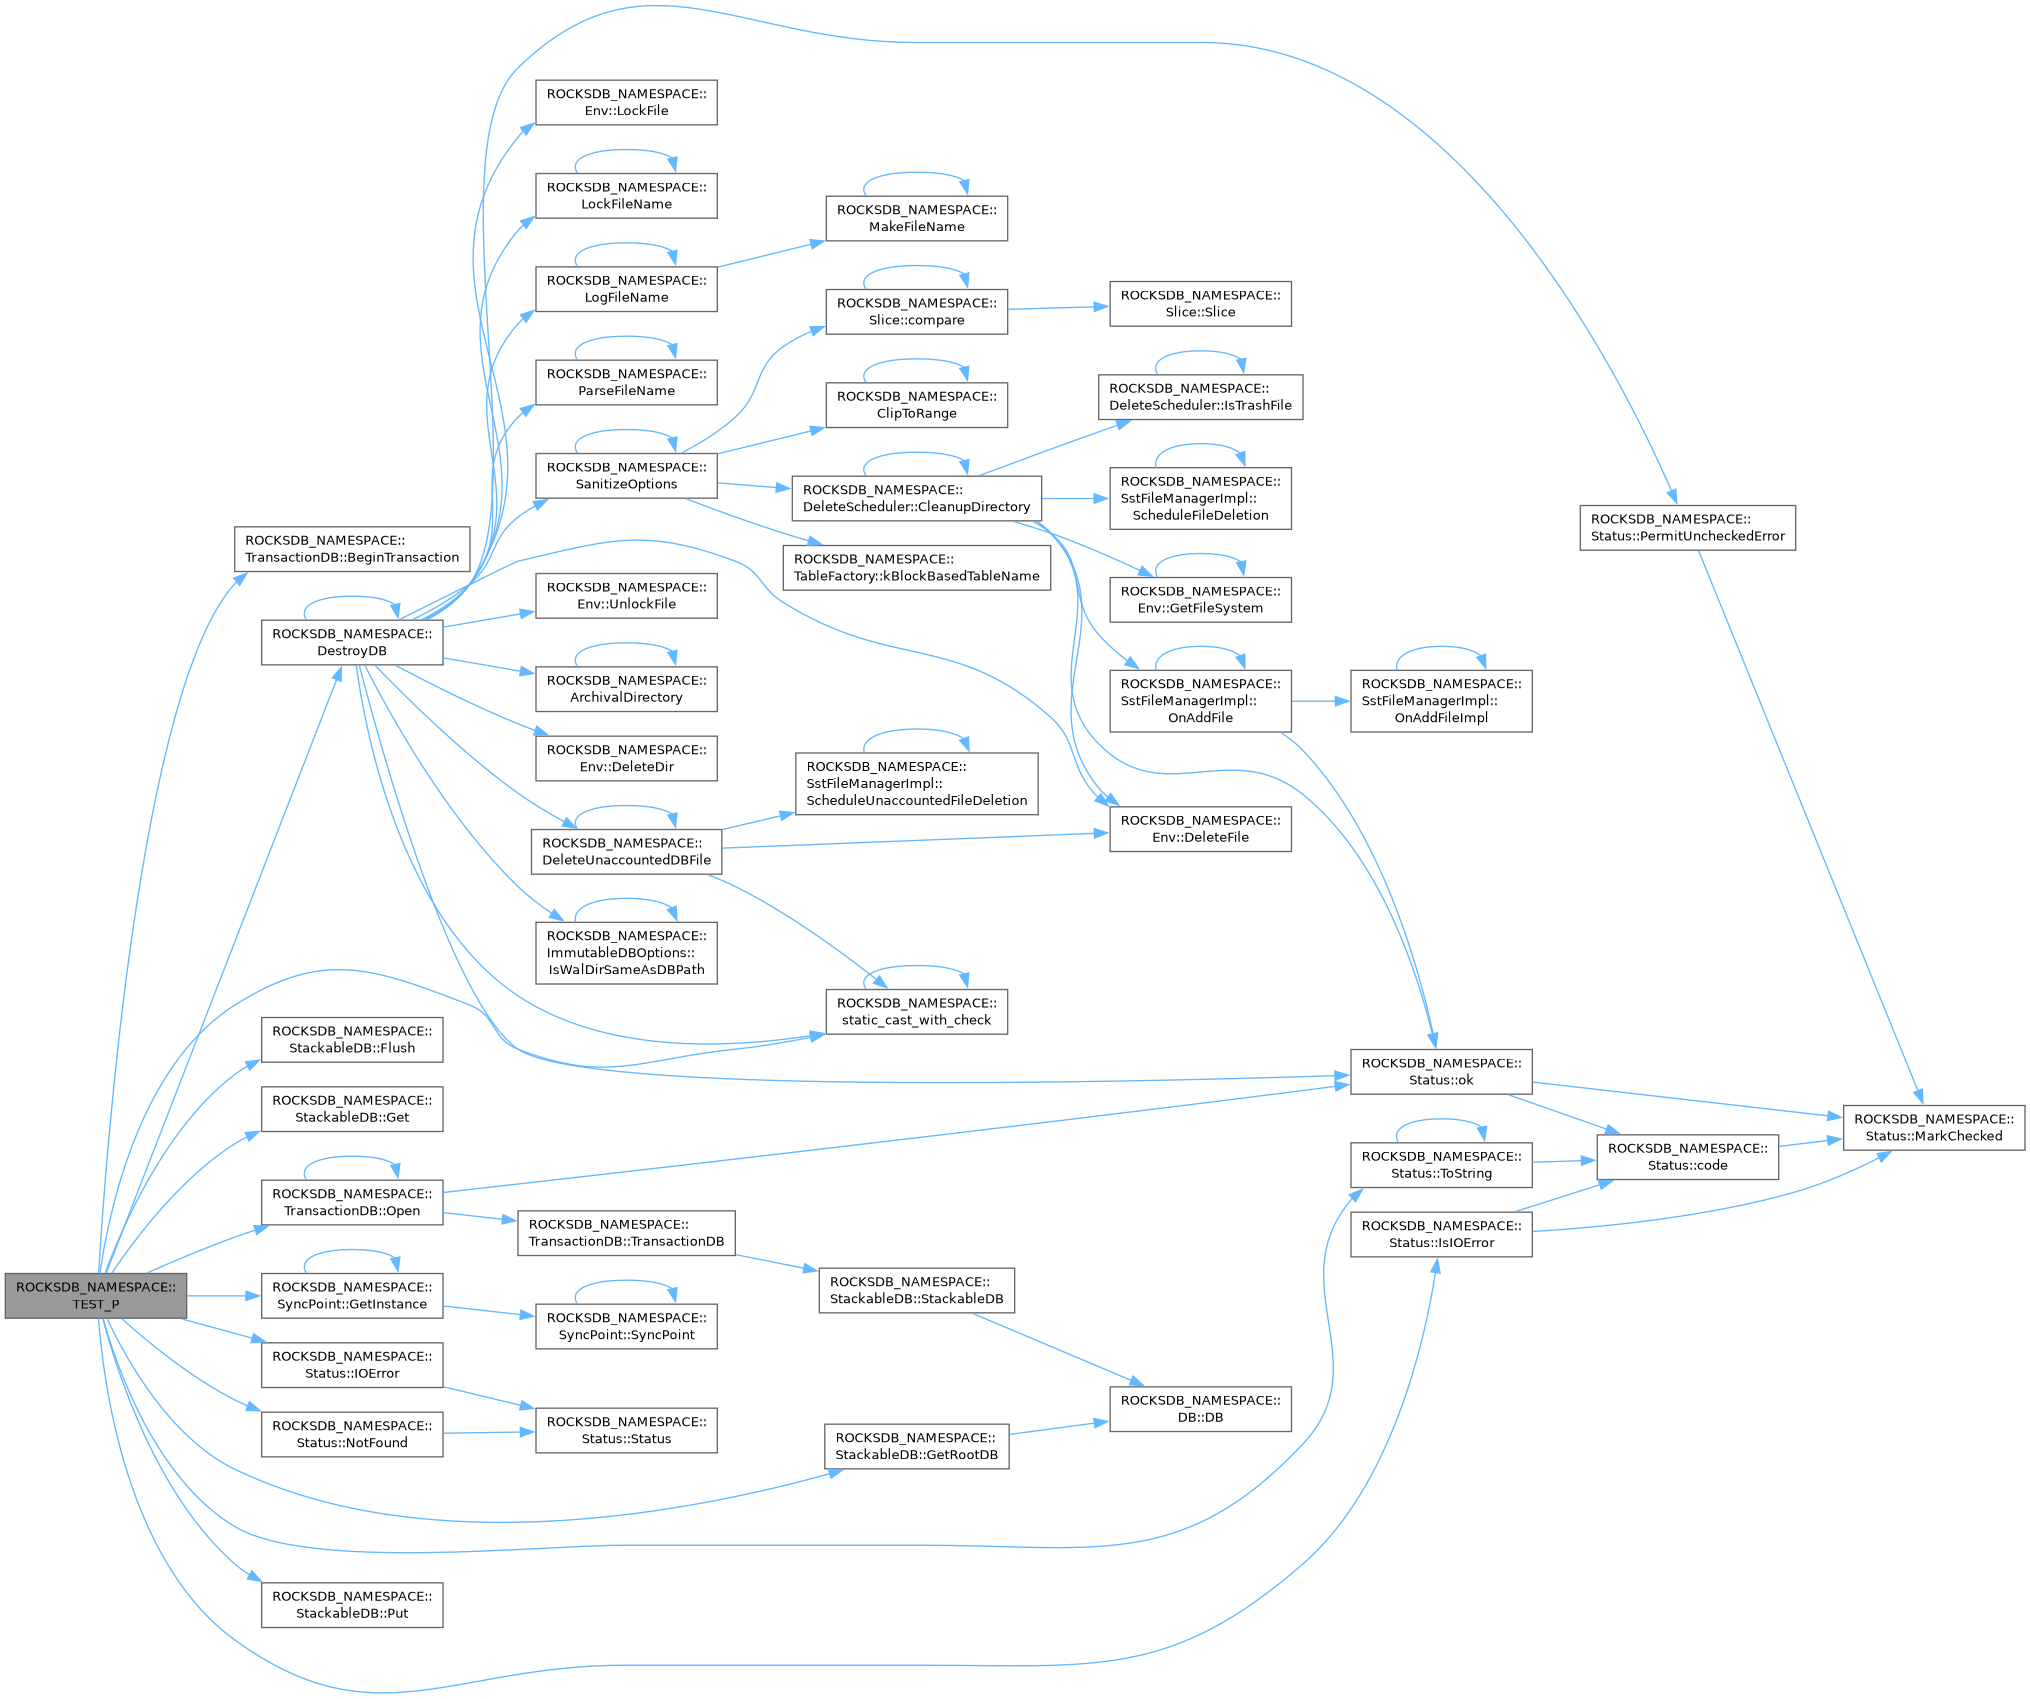 ROCKSDB_NAMESPACE::
TEST_P
ROCKSDB_NAMESPACE::
TransactionDB::BeginTransaction
ROCKSDB_NAMESPACE::
DestroyDB
ROCKSDB_NAMESPACE::
StackableDB::Flush
ROCKSDB_NAMESPACE::
StackableDB::Get
ROCKSDB_NAMESPACE::
TransactionDB::Open
ROCKSDB_NAMESPACE::
SyncPoint::GetInstance
ROCKSDB_NAMESPACE::
Status::IOError
ROCKSDB_NAMESPACE::
Status::NotFound
ROCKSDB_NAMESPACE::
StackableDB::Put
ROCKSDB_NAMESPACE::
Env::LockFile
ROCKSDB_NAMESPACE::
LockFileName
ROCKSDB_NAMESPACE::
LogFileName
ROCKSDB_NAMESPACE::
ParseFileName
ROCKSDB_NAMESPACE::
SanitizeOptions
ROCKSDB_NAMESPACE::
Env::UnlockFile
ROCKSDB_NAMESPACE::
ArchivalDirectory
ROCKSDB_NAMESPACE::
Env::DeleteDir
ROCKSDB_NAMESPACE::
DeleteUnaccountedDBFile
ROCKSDB_NAMESPACE::
ImmutableDBOptions::
IsWalDirSameAsDBPath
ROCKSDB_NAMESPACE::
TransactionDB::TransactionDB
ROCKSDB_NAMESPACE::
SyncPoint::SyncPoint
ROCKSDB_NAMESPACE::
Status::Status
ROCKSDB_NAMESPACE::
MakeFileName
ROCKSDB_NAMESPACE::
Slice::compare
ROCKSDB_NAMESPACE::
ClipToRange
ROCKSDB_NAMESPACE::
DeleteScheduler::CleanupDirectory
ROCKSDB_NAMESPACE::
TableFactory::kBlockBasedTableName
ROCKSDB_NAMESPACE::
SstFileManagerImpl::
ScheduleUnaccountedFileDeletion
ROCKSDB_NAMESPACE::
static_cast_with_check
ROCKSDB_NAMESPACE::
StackableDB::StackableDB
ROCKSDB_NAMESPACE::
StackableDB::GetRootDB
ROCKSDB_NAMESPACE::
Slice::Slice
ROCKSDB_NAMESPACE::
DeleteScheduler::IsTrashFile
ROCKSDB_NAMESPACE::
SstFileManagerImpl::
ScheduleFileDeletion
ROCKSDB_NAMESPACE::
Env::GetFileSystem
ROCKSDB_NAMESPACE::
SstFileManagerImpl::
OnAddFile
ROCKSDB_NAMESPACE::
Env::DeleteFile
ROCKSDB_NAMESPACE::
DB::DB
ROCKSDB_NAMESPACE::
SstFileManagerImpl::
OnAddFileImpl
ROCKSDB_NAMESPACE::
Status::ok
ROCKSDB_NAMESPACE::
Status::ToString
ROCKSDB_NAMESPACE::
Status::IsIOError
ROCKSDB_NAMESPACE::
Status::PermitUncheckedError
ROCKSDB_NAMESPACE::
Status::code
ROCKSDB_NAMESPACE::
Status::MarkChecked